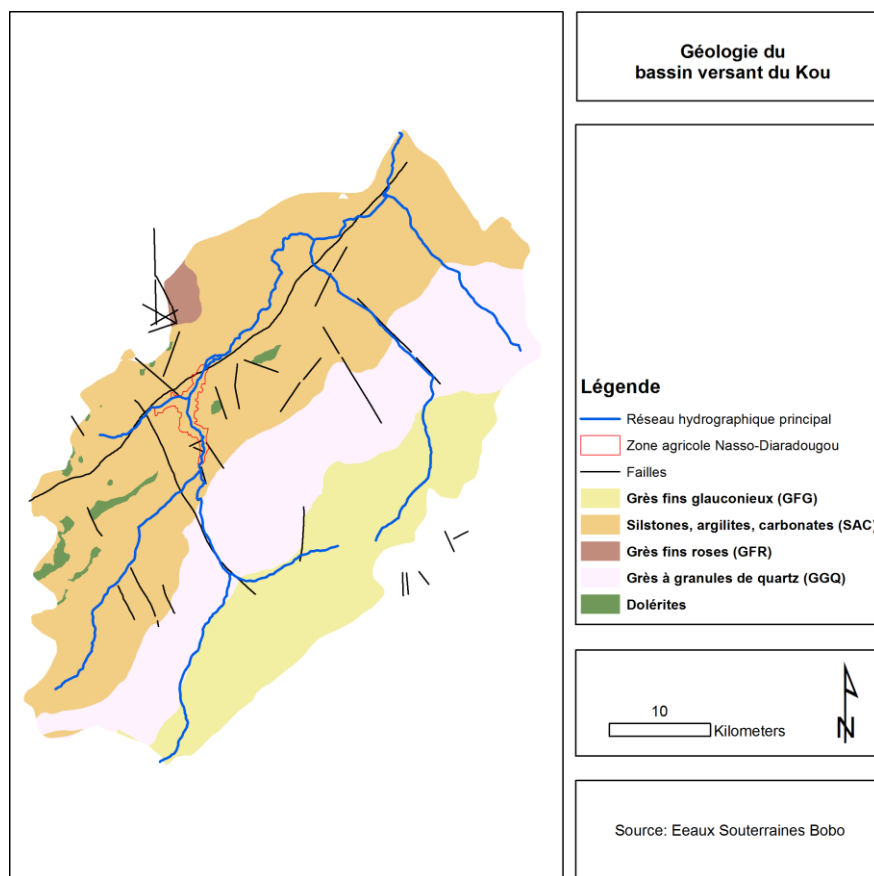 Géologie du
bassin versant du Kou
Légende
Réseau hydrographique principal
Zone agricole Nasso-Diaradougou
Failles
Grès fins glauconieux (GFG)
Silstones, argilites, carbonates (SAC)
Grès fins roses (GFR)
Grès à granules de quartz (GGQ)
Dolérites
10
Kilometers
N
Source: Eeaux Souterraines Bobo